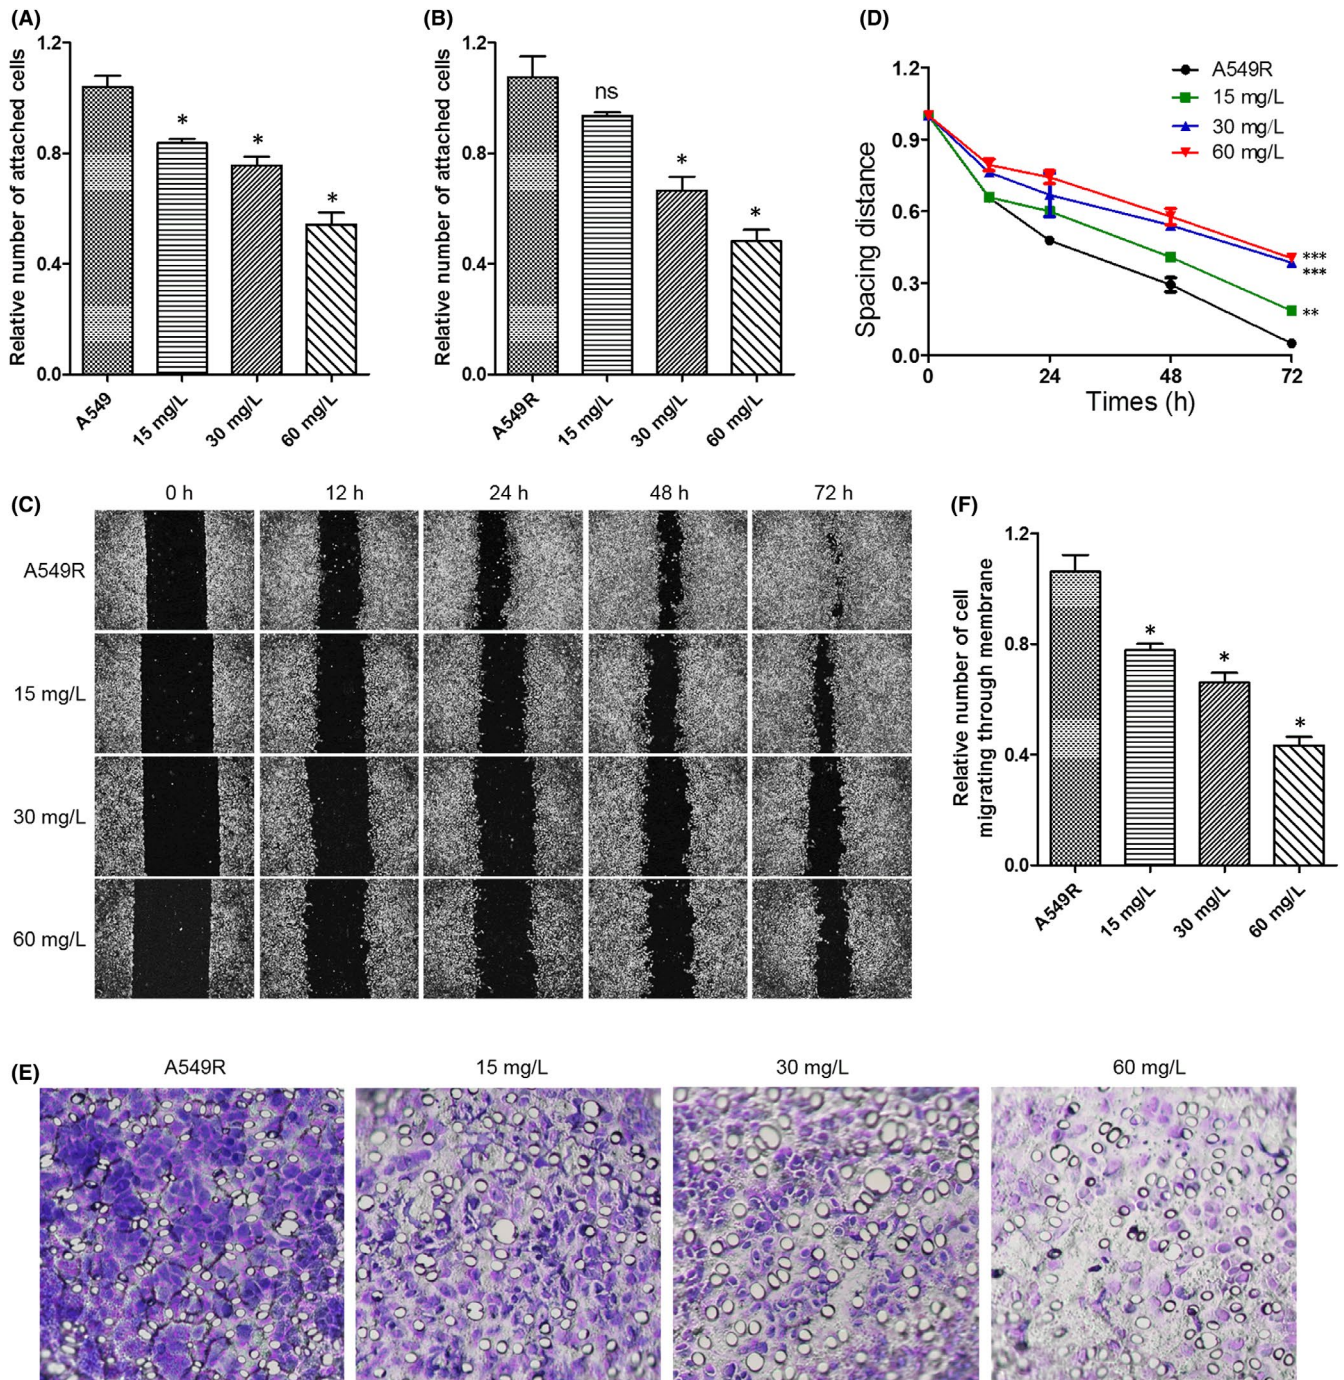 (A)
Relative number of attached cells
1.2
0.8
0.4
0.0
*
*
*
A549
15 mg/L
30 mg/L
60 mg/L
(B)
Relative number of attached cells
1.2
0.8
0.4
0.0
ns
*
*
A549R
15 mg/L
30 mg/L
60 mg/L
(D)
Spacing distance
1.2
0.9
0.6
0.3
0.0
A549R
15 mg/L
30 mg/L
60 mg/L
***
***
**
0 24 48 72
Times (h)
(C)
0 h 12 h 24 h 48 h 72 h
A549R
15 mg/L
30 mg/L
60 mg/L
(F)
Relative number of cell
migrating through membrane
1.2
0.8
0.4
0.0
*
*
*
A549R
15 mg/L
30 mg/L
60 mg/L
(E)
A549R 15 mg/L 30 mg/L 60 mg/L